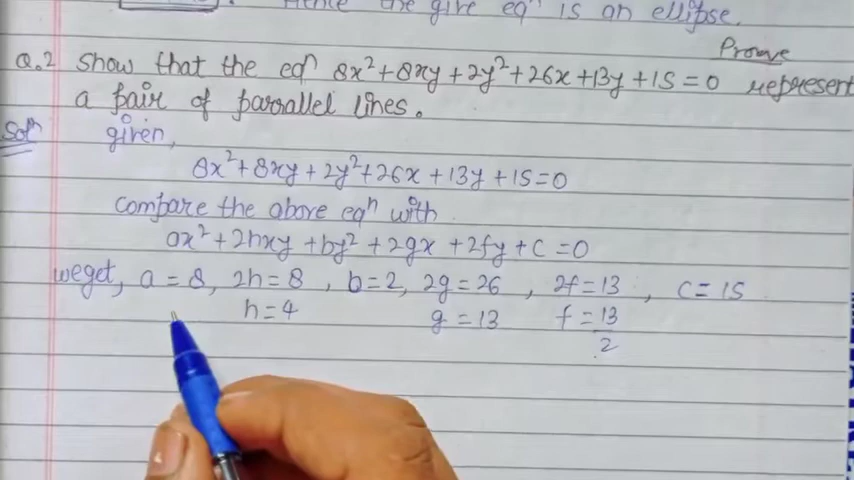 Hence the give eqⁿ is an ellipse.
Prove
Q.2 Show that the eqⁿ 8x²+8xy+2y²+26x+13y+15=0 represent
a pair of parrallel lines.
Solⁿ given,
8x²+8xy+2y²+26x+13y+15=0
Compare the above eqⁿ with
ax²+2hxy+by²+2gx+2fy+c=0
we get, a=8, 2h=8, b=2, 2g=26, 2f=13, c=15
h=4 g=13 f=13/2